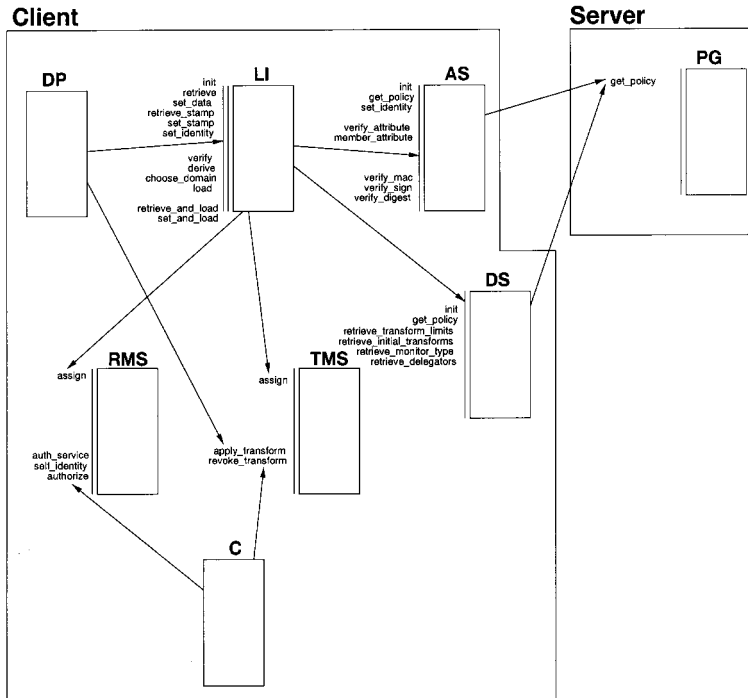 Client
Server
DP
LI
AS
PG
init
retrieve
set_data
retrieve_stamp
set_stamp
set_identity
verify
derive
choose_domain
load
retrieve_and_load
set_and_load
init
get_policy
set_identity
verify_attribute
member_attribute
verify_mac
verify_sign
verify_digest
get_policy
DS
init
get_policy
retrieve_transform_limits
retrieve_initial_transforms
retrieve_monitor_type
retrieve_delegators
RMS
TMS
assign
assign
auth_service
self_identity
authorize
apply_transform
revoke_transform
C